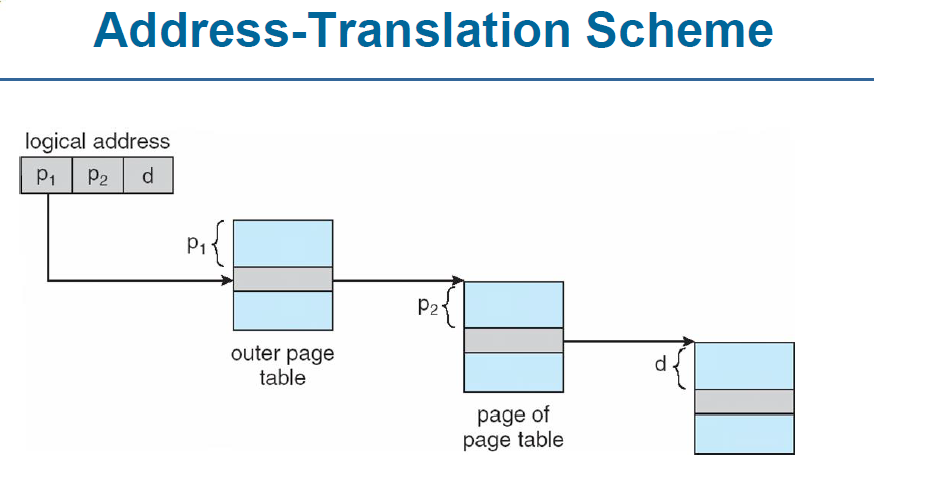 Address-Translation Scheme
logical address
p₁ p₂ d
p₁
outer page
table
p₂
page of
page table
d